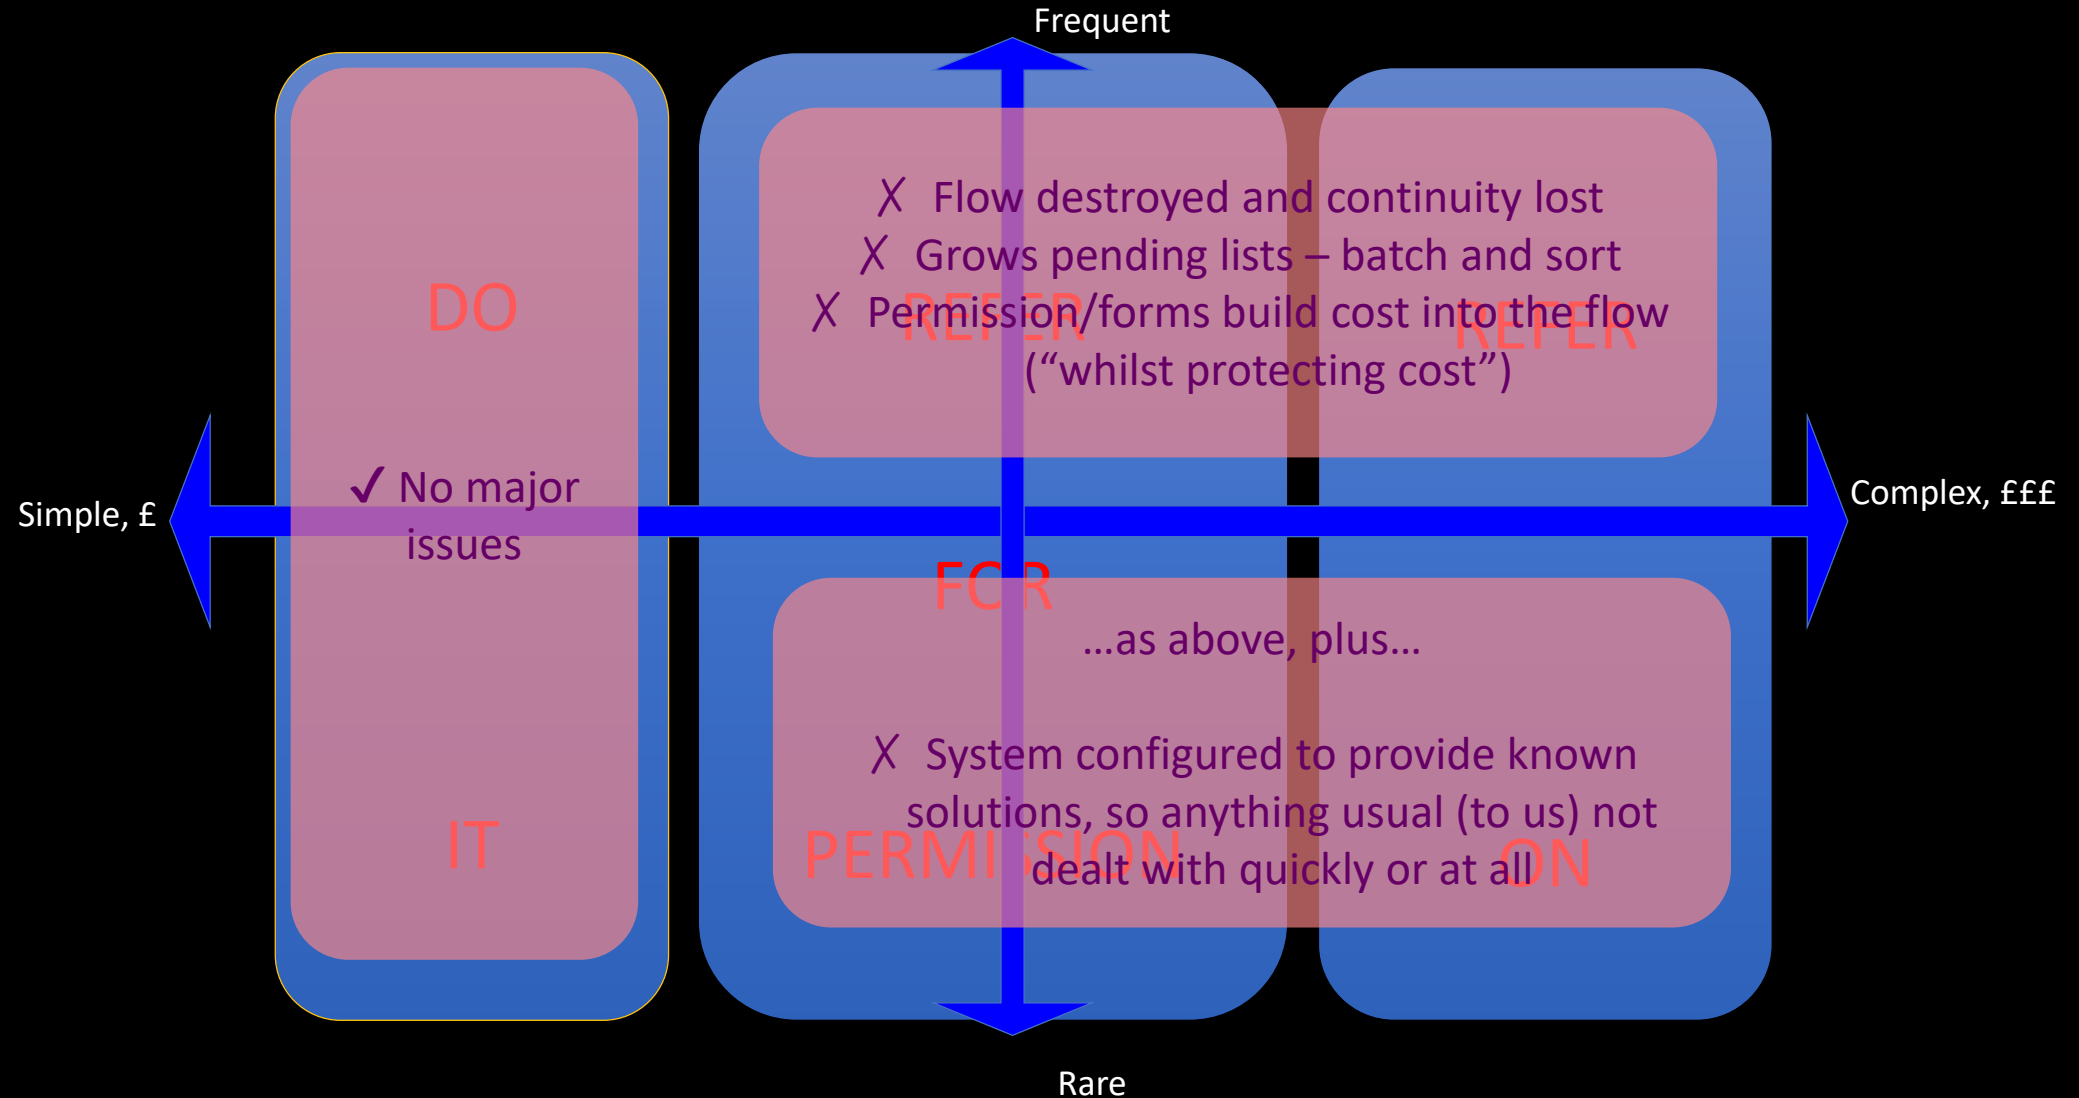 Frequent
✗ Flow destroyed and continuity lost
✗ Grows pending lists – batch and sort
DO
REFER
REFER
✗ Permission/forms build cost into the flow
(“whilst protecting cost”)
Simple, £
✓ No major
issues
Complex, £££
FOR
…as above, plus…
✗ System configured to provide known
solutions, so anything usual (to us) not
dealt with quickly or at all
IT
PERMISSION
ON
Rare